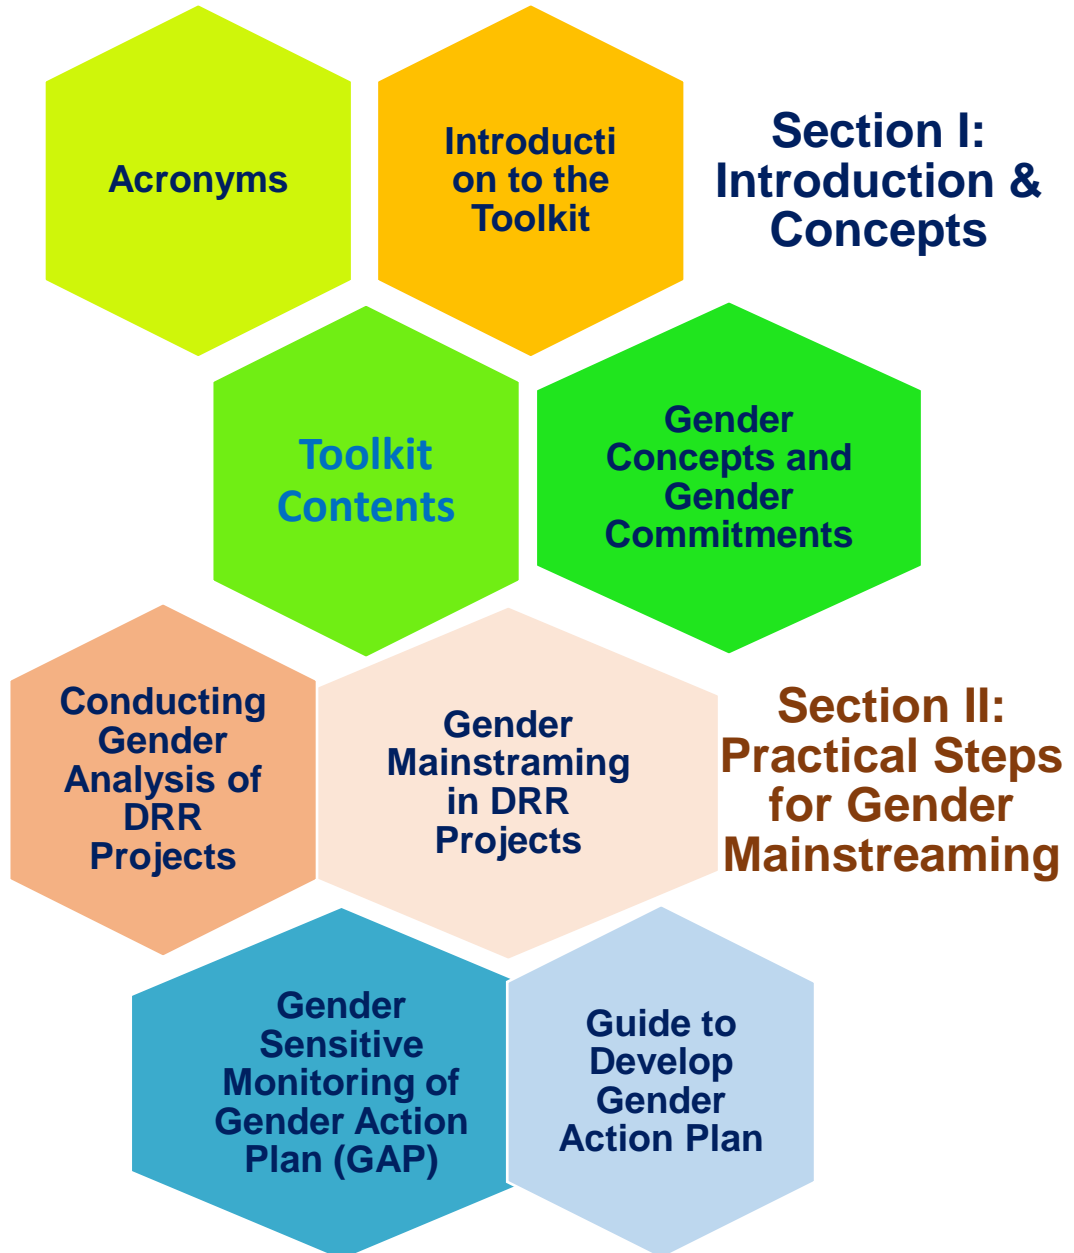 Acronyms
Introducti
on to the
Toolkit
Section I:
Introduction &
Concepts
Toolkit
Contents
Gender
Concepts and
Gender
Commitments
Conducting
Gender
Analysis of
DRR
Projects
Gender
Mainstraming
in DRR
Projects
Section II:
Practical Steps
for Gender
Mainstreaming
Gender
Sensitive
Monitoring of
Gender Action
Plan (GAP)
Guide to
Develop
Gender
Action Plan